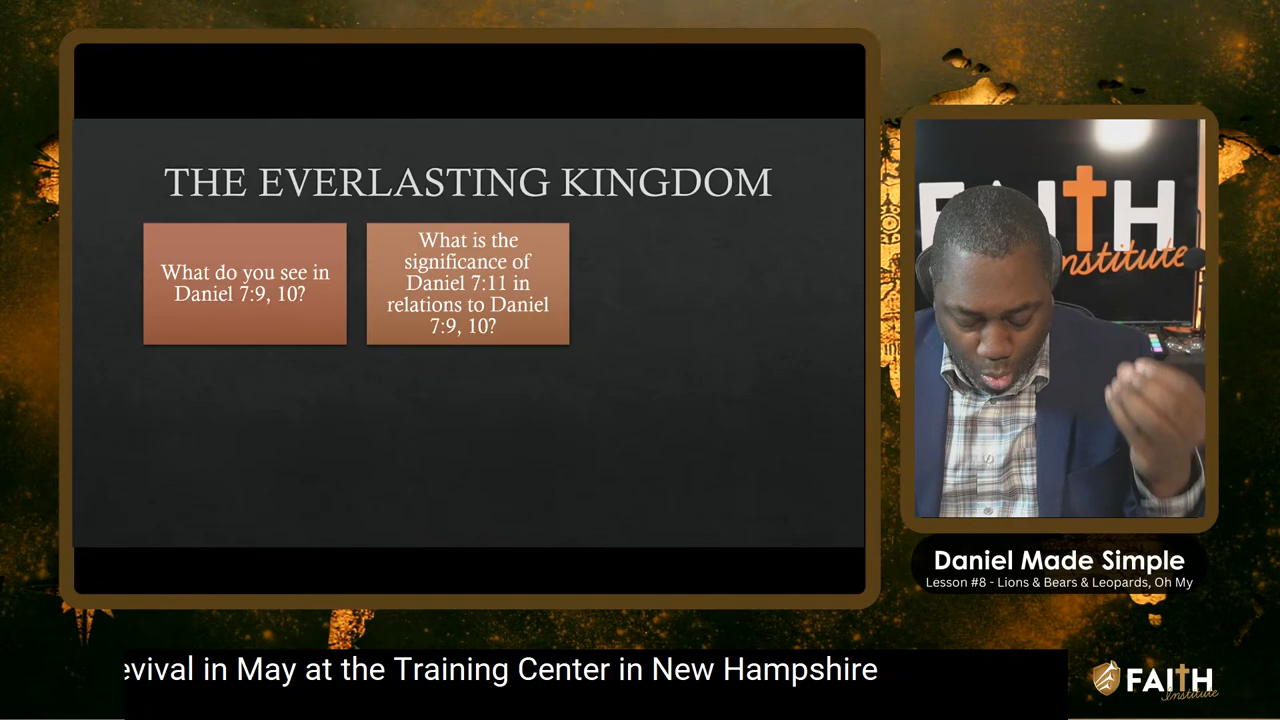 THE EVERLASTING KINGDOM
What do you see in
Daniel 7:9, 10?
What is the
significance of
Daniel 7:11 in
relations to Daniel
7:9, 10?
Institute
Daniel Made Simple
Lesson #8 - Lions & Bears & Leopards, Oh My
evival in May at the Training Center in New Hampshire
FAITH
Institute